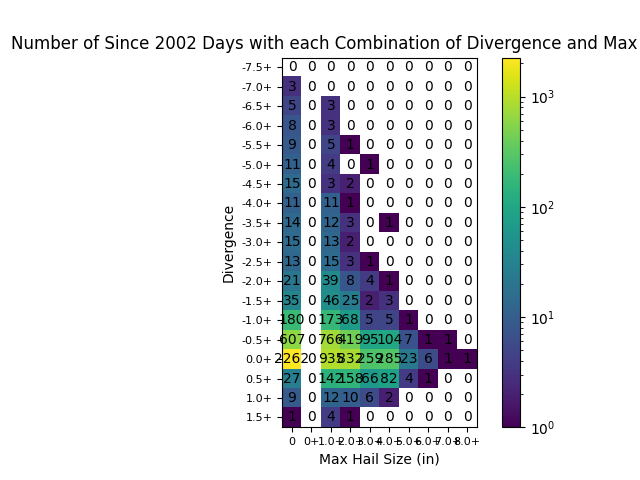 Number of Since 2002 Days with each Combination of Divergence and Max
-7.5+ 0 0 0 0 0 0 0 0 0 0
-7.0+ 3 0 0 0 0 0 0 0 0 0
-6.5+ 5 0 3 0 0 0 0 0 0 0
-6.0+ 8 0 3 0 0 0 0 0 0 0
-5.5+ 9 0 5 1 0 0 0 0 0 0
-5.0+ 11 0 4 0 1 0 0 0 0 0
-4.5+ 15 0 3 2 0 0 0 0 0 0
-4.0+ 11 0 11 1 0 0 0 0 0 0
-3.5+ 14 0 12 3 0 1 0 0 0 0
-3.0+ 15 0 13 2 0 0 0 0 0 0
-2.5+ 13 0 15 3 1 0 0 0 0 0
-2.0+ 21 0 39 8 4 1 0 0 0 0
-1.5+ 35 0 46 25 2 3 0 0 0 0
-1.0+ 180 0 173 68 5 5 1 0 0 0
-0.5+ 607 0 766 419 95 104 7 1 1 0
0.0+ 2262 0 935 832 259 285 23 6 1 1
0.5+ 27 0 142 158 66 82 4 1 0 0
1.0+ 9 0 12 10 6 2 0 0 0 0
1.5+ 1 0 4 1 0 0 0 0 0 0
0 0+ 1.0+ 2.0+ 3.0+ 4.0+ 5.0+ 6.0+ 7.0+ 8.0+
Max Hail Size (in)
Divergence
10³
10²
10¹
10⁰